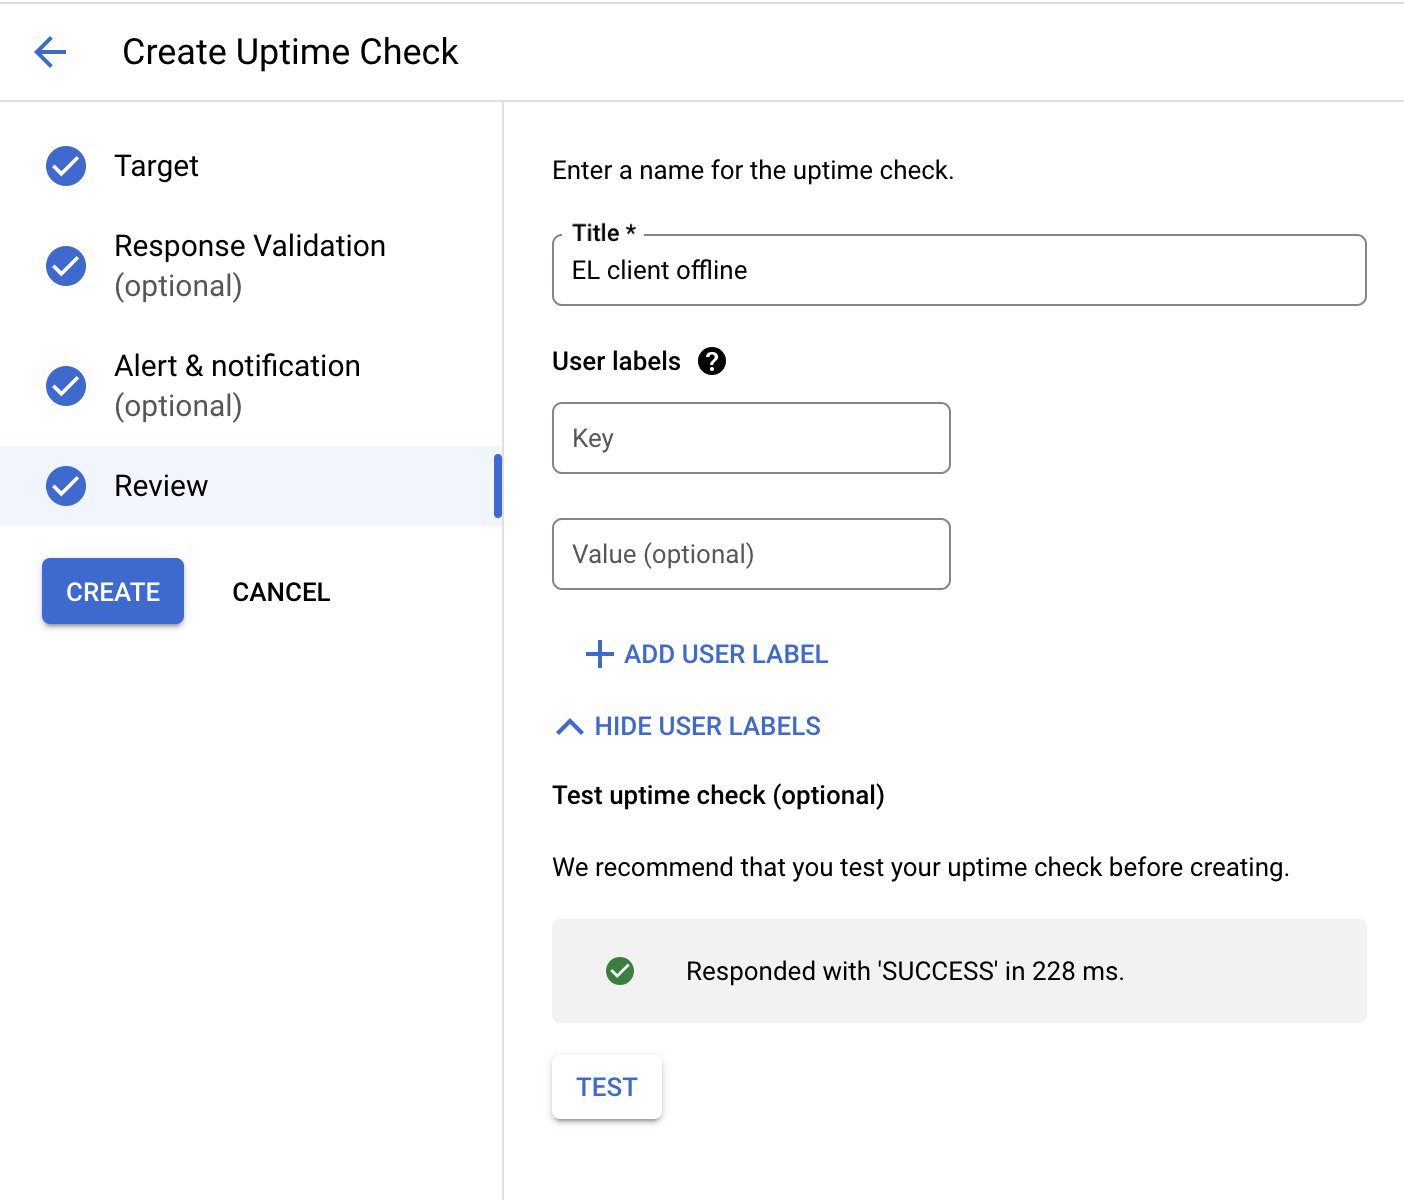 Create Uptime Check
Target
Response Validation
(optional)
Alert & notification
(optional)
Review
CREATE
CANCEL
Enter a name for the uptime check.
Title *
EL client offline
User labels
Key
Value (optional)
ADD USER LABEL
HIDE USER LABELS
Test uptime check (optional)
We recommend that you test your uptime check before creating.
Responded with 'SUCCESS' in 228 ms.
TEST